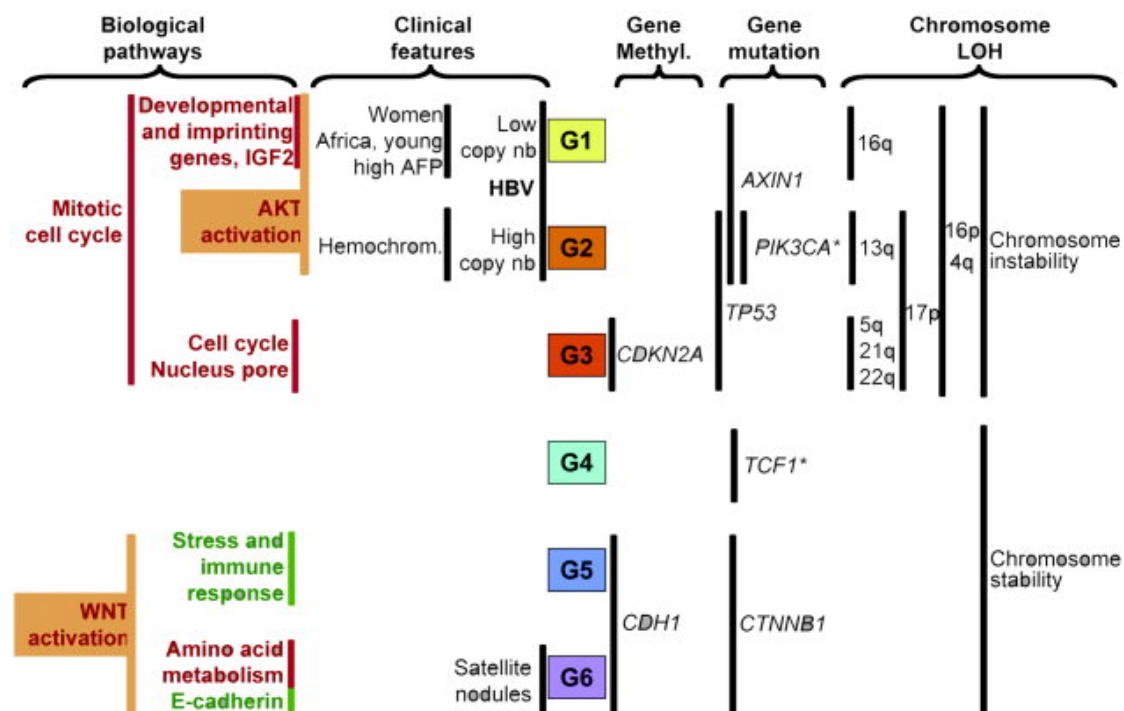 Biological pathways
Clinical features
Gene Methyl.
Gene mutation
Chromosome LOH
Developmental and imprinting genes, IGF2
Mitotic cell cycle
AKT activation
Cell cycle Nucleus pore
Women Africa, young high AFP
Low copy nb
HBV
Hemochrom.
High copy nb
G1
G2
G3
CDKN2A
AXIN1
PIK3CA*
TP53
16q
13q
17p
5q
21q
22q
16p
4q
Chromosome instability
G4
TCF1*
WNT activation
Stress and immune response
Amino acid metabolism
E-cadherin
Satellite nodules
G5
G6
CDH1
CTNNB1
Chromosome stability